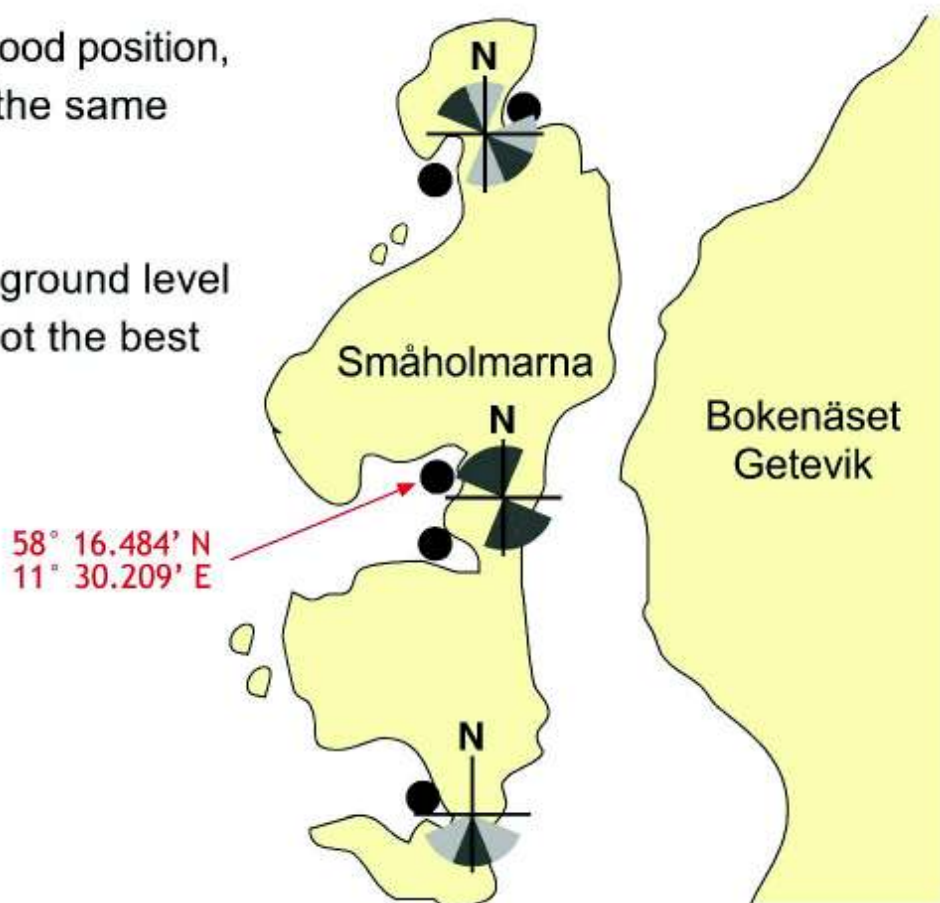 ood position,
the same
ground level
ot the best
N
Småholmarna
N
Bokenäset
Getevik
58° 16.484’ N
11° 30.209’ E
N